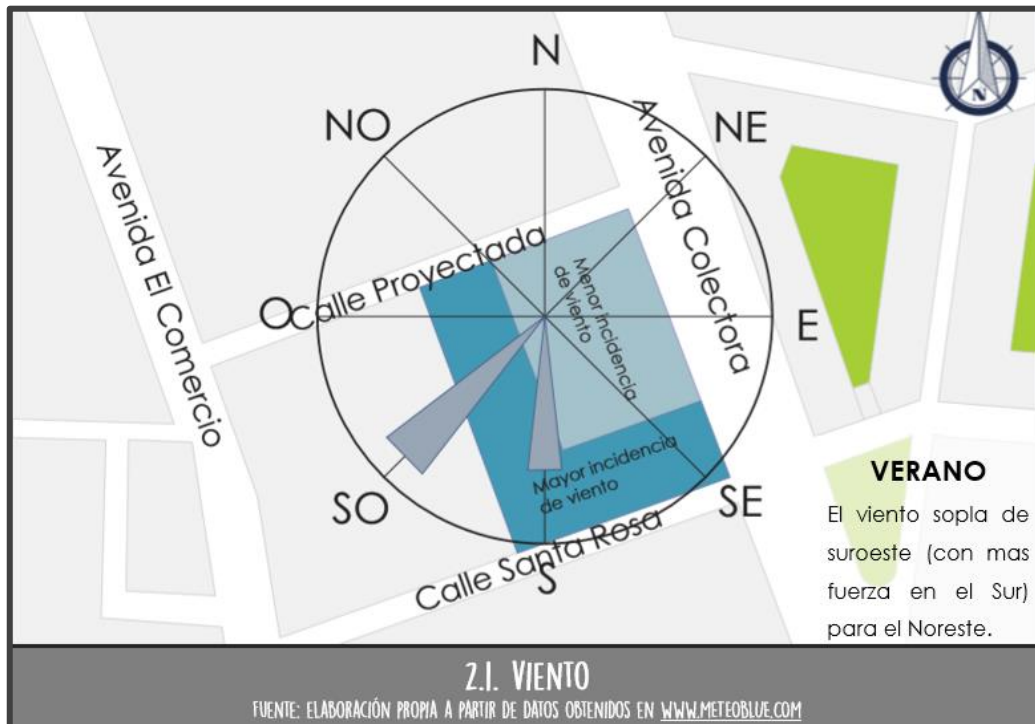 N
NO
NE
N
Avenida El Comercio
Calle Proyectada
Avenida Colectora
O
E
Menor incidencia
de viento
Mayor incidencia
de viento
SO
SE
Calle Santa Rosa
S
VERANO
El viento sopla de
suroeste (con mas
fuerza en el Sur)
para el Noreste.
2.1. VIENTO
FUENTE: ELABORACIÓN PROPIA A PARTIR DE DATOS OBTENIDOS EN WWW.METEOBLUE.COM